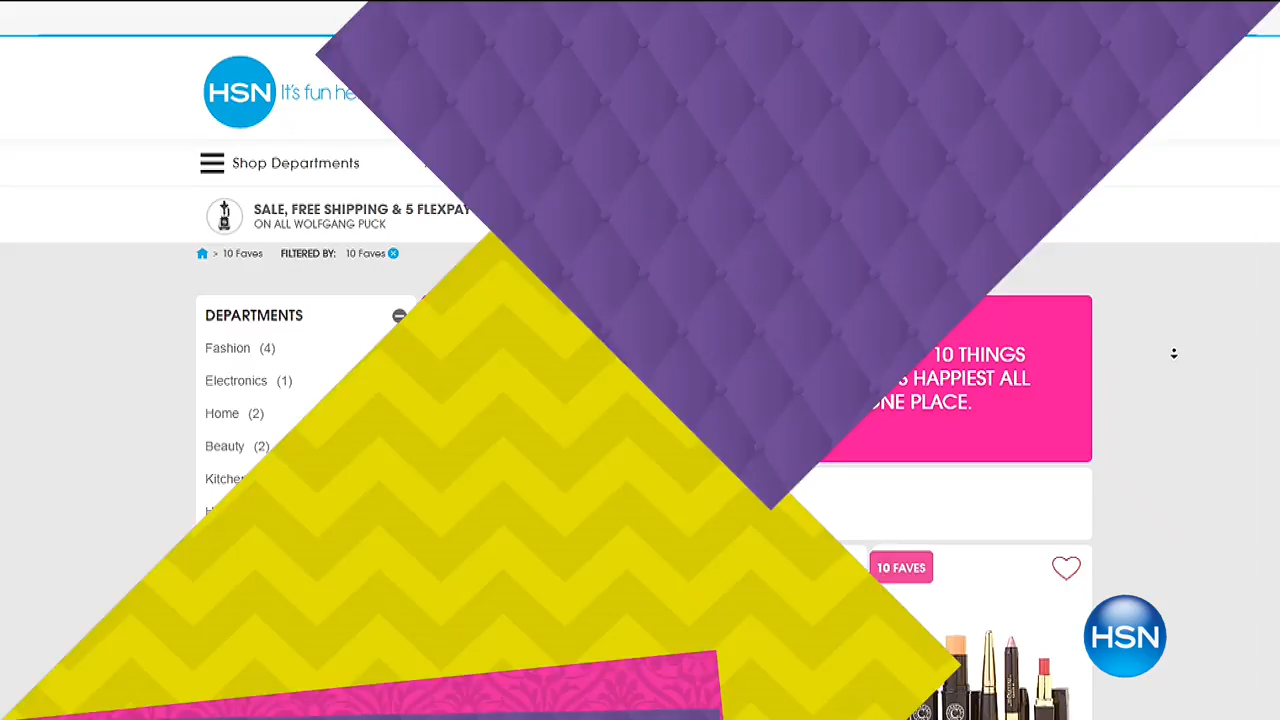 HSN It's fun he
Shop Departments
SALE, FREE SHIPPING & 5 FLEXPAY
ON ALL WOLFGANG PUCK
> 10 Faves FILTERED BY: 10 Faves
DEPARTMENTS
Fashion (4)
Electronics (1)
Home (2)
Beauty (2)
Kitchen
10 THINGS
S HAPPIEST ALL
ONE PLACE.
10 FAVES
HSN